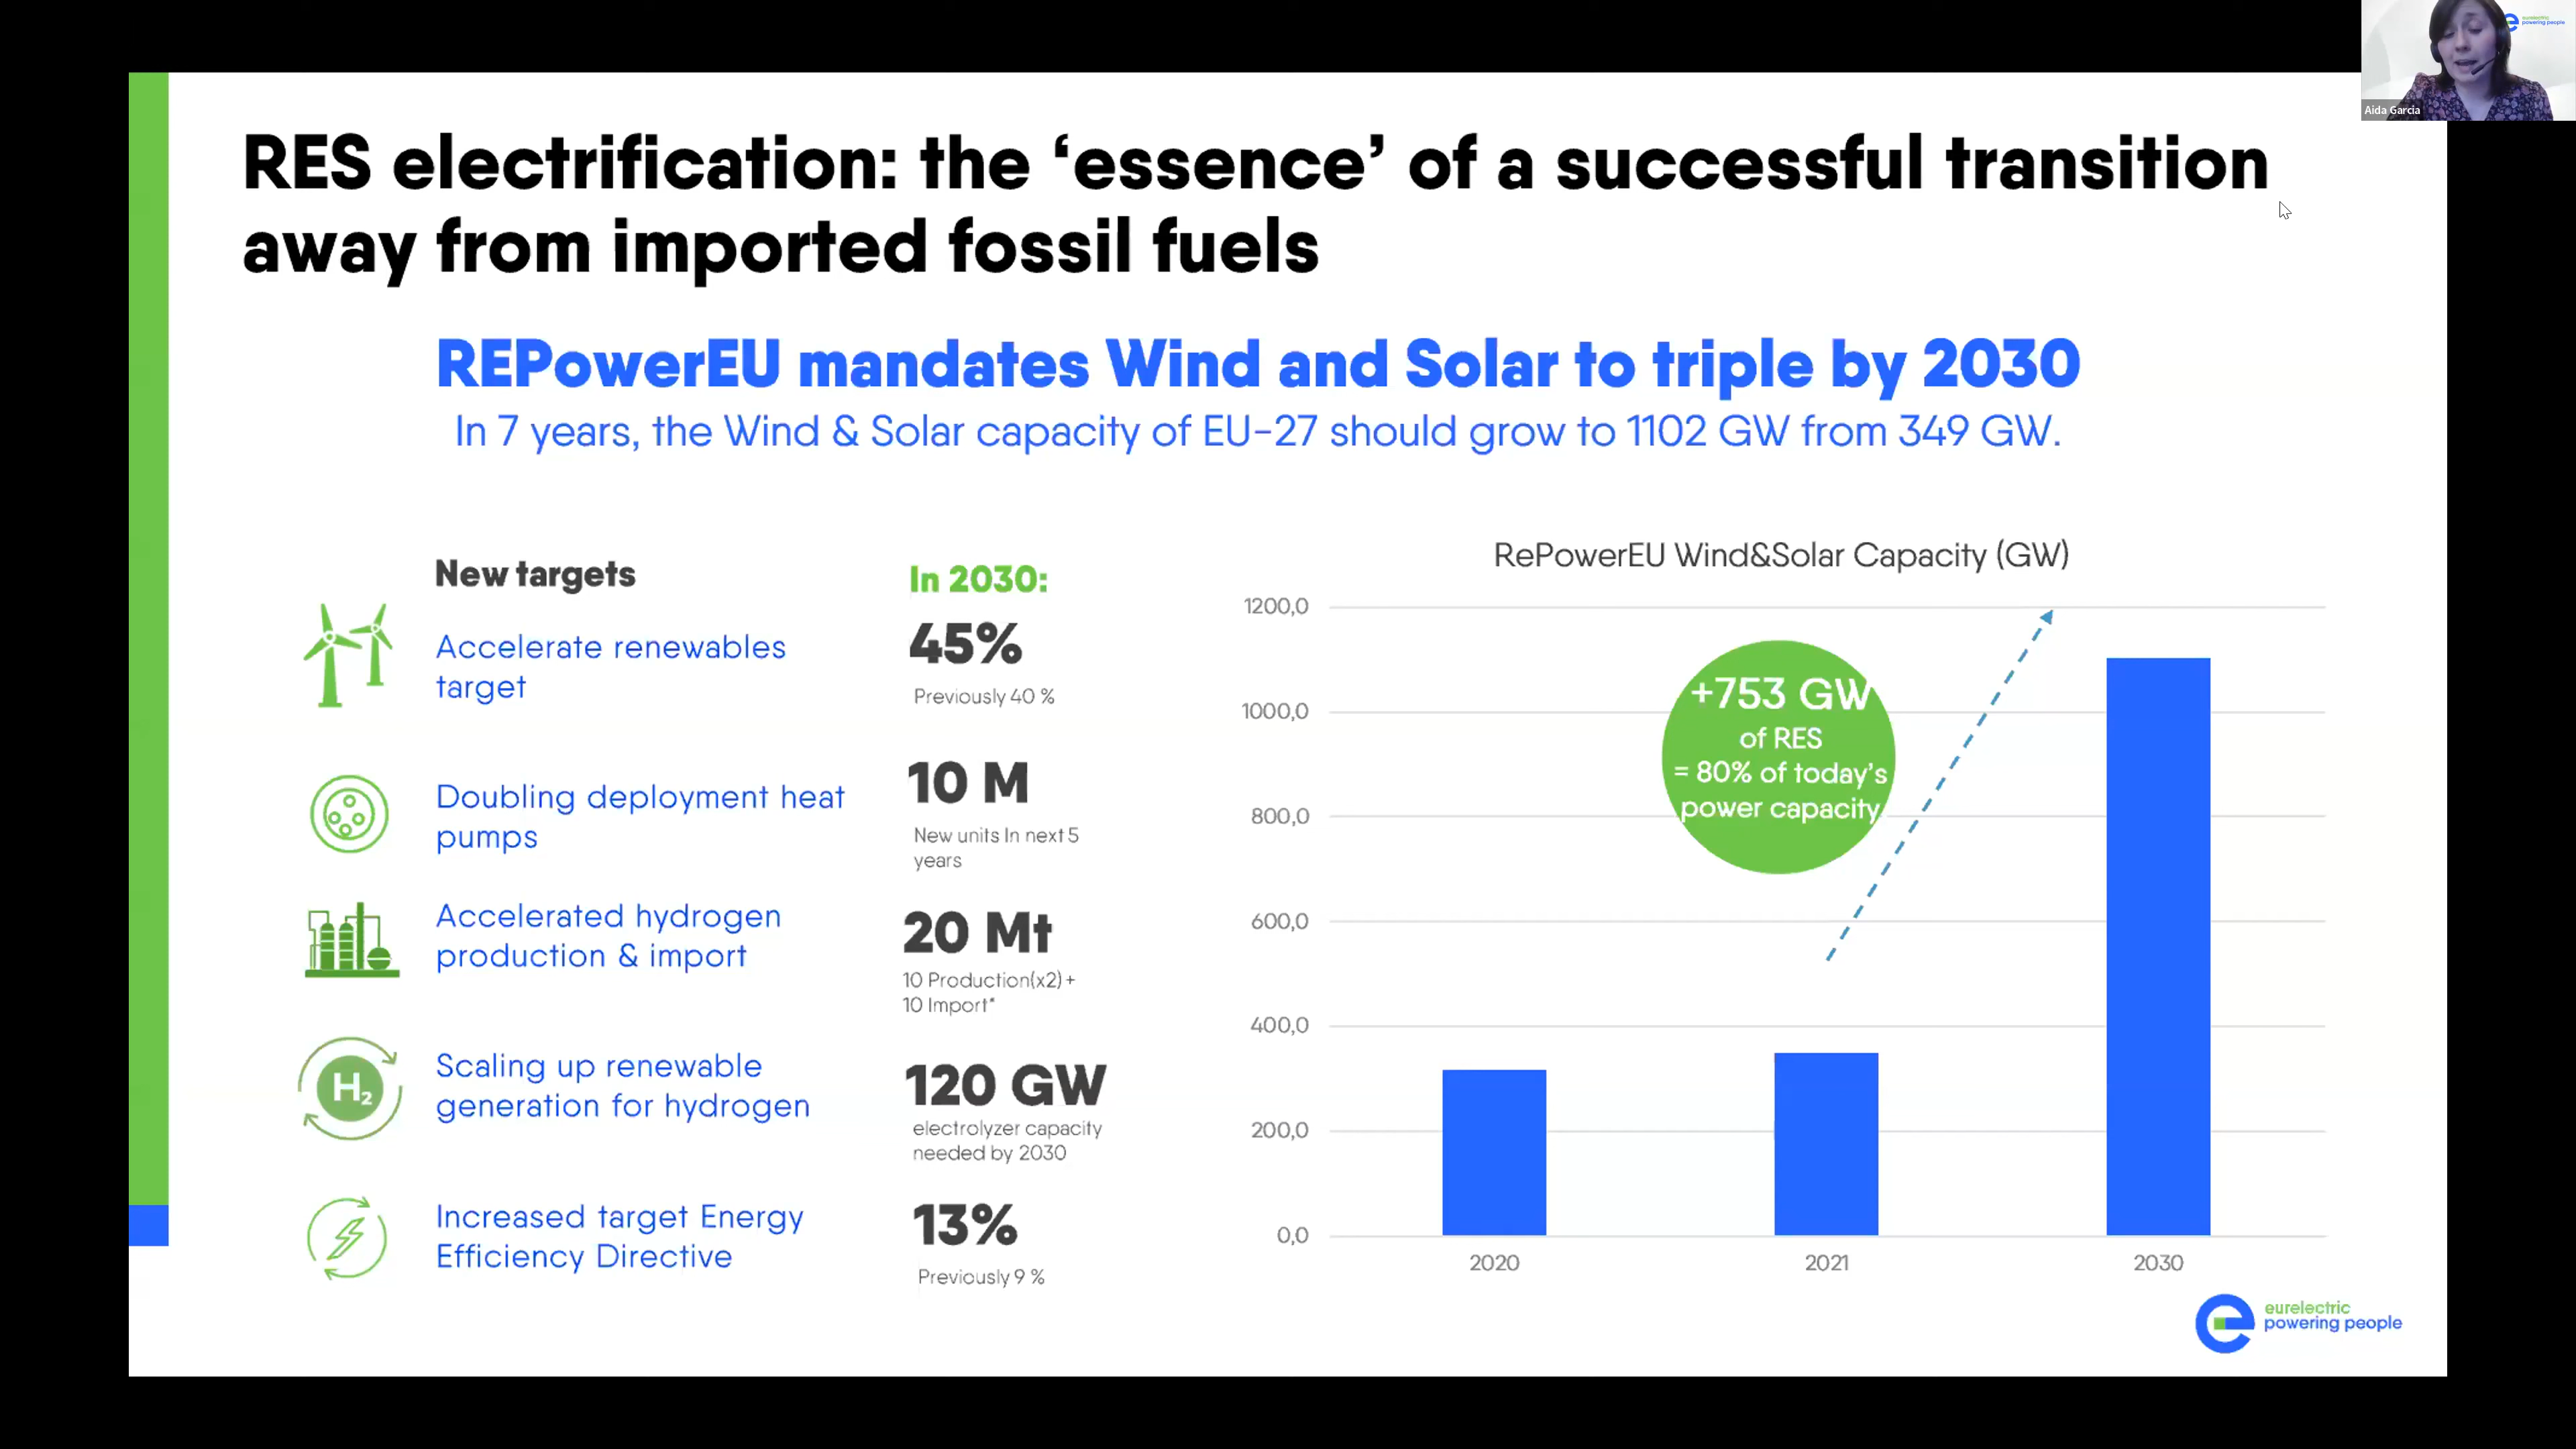 eurelectric
powering people
Aida Garcia
RES electrification: the ‘essence’ of a successful transition
away from imported fossil fuels
REPowerEU mandates Wind and Solar to triple by 2030
In 7 years, the Wind & Solar capacity of EU-27 should grow to 1102 GW from 349 GW.
New targets
In 2030:
Accelerate renewables
target
45%
Previously 40 %
Doubling deployment heat
pumps
10 M
New units In next 5
years
Accelerated hydrogen
production & import
20 Mt
10 Production(x2) +
10 Import*
H2
Scaling up renewable
generation for hydrogen
120 GW
electrolyzer capacity
needed by 2030
Increased target Energy
Efficiency Directive
13%
Previously 9 %
RePowerEU Wind&Solar Capacity (GW)
1200,0
1000,0
800,0
600,0
400,0
200,0
0,0
+753 GW
of RES
= 80% of today's
power capacity
2020
2021
2030
eurelectric
powering people